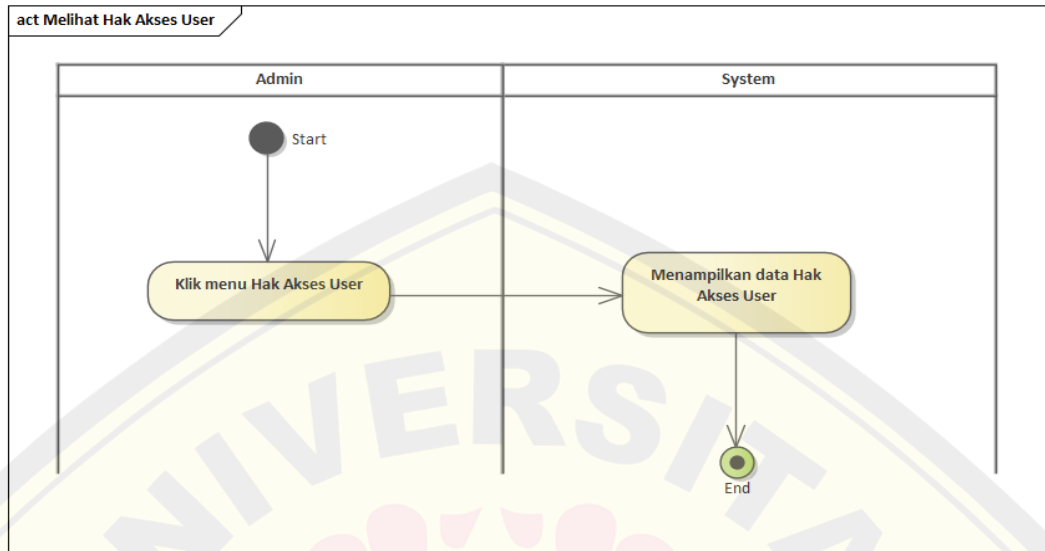 act Melihat Hak Akses User
Admin
System
Start
Klik menu Hak Akses User
Menampilkan data Hak
Akses User
End
NIVERSITA